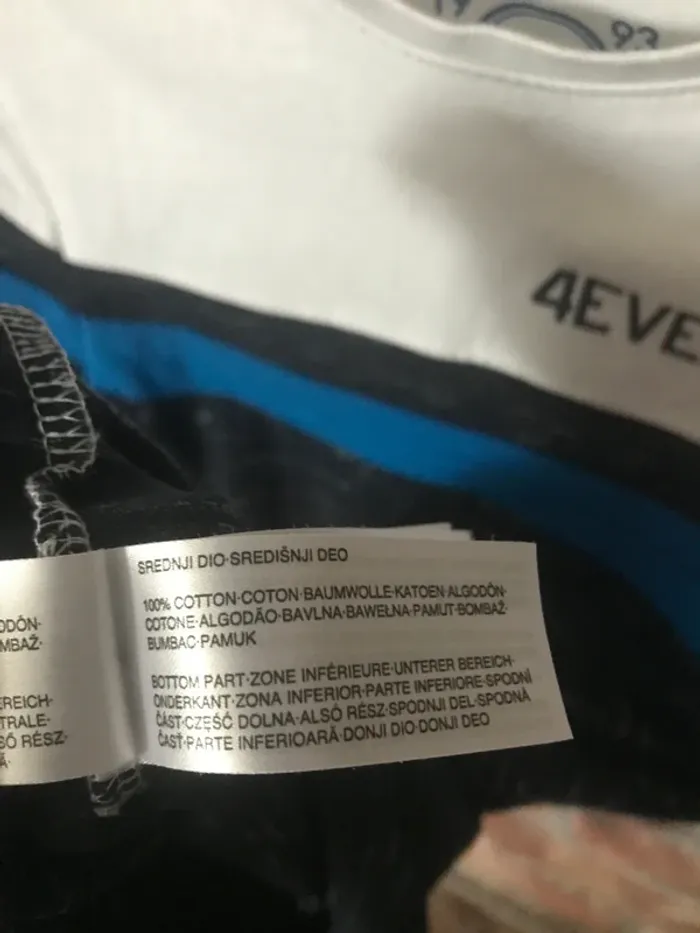 19 93
4EVE
SREDNJI DIO·SREDIŠNJI DEO
100% COTTON·COTON·BAUMWOLLE·KATOEN·ALGODÓN·
COTONE·ALGODÃO·BAVLNA·BAWEŁNA·PAMUT·BOMBAŽ·
BUMBAC·PAMUK
BOTTOM PART·ZONE INFÉRIEURE·UNTERER BEREICH·
ONDERKANT·ZONA INFERIOR·PARTE INFERIORE·SPODNÍ
ČÁST·CZĘŚĆ DOLNA·ALSÓ RÉSZ·SPODNJI DEL·SPODNÁ
ČASŤ·PARTE INFERIOARĂ·DONJI DIO·DONJI DEO
ODÓN·
MBAŽ·
EREICH·
TRALE·
SÓ RÉSZ·